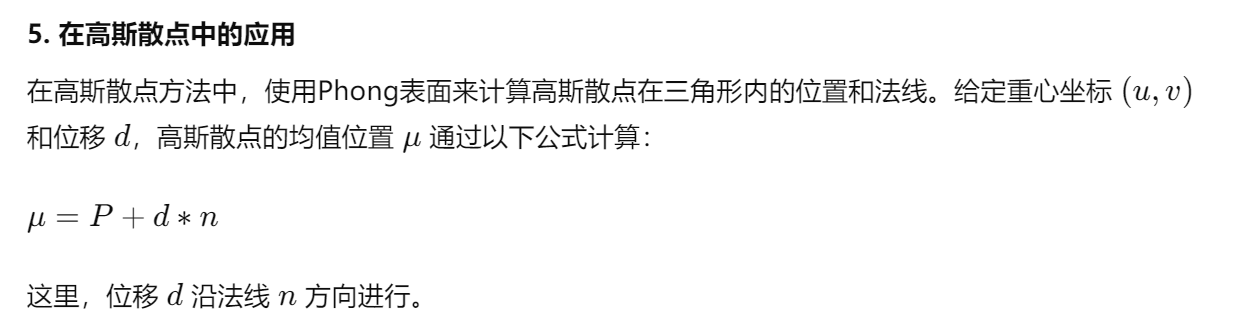 5. 在高斯散点中的应用
在高斯散点方法中，使用Phong表面来计算高斯散点在三角形内的位置和法线。给定重心坐标 (u, v)
和位移 d，高斯散点的均值位置 μ 通过以下公式计算：
μ = P + d * n
这里，位移 d 沿法线 n 方向进行。